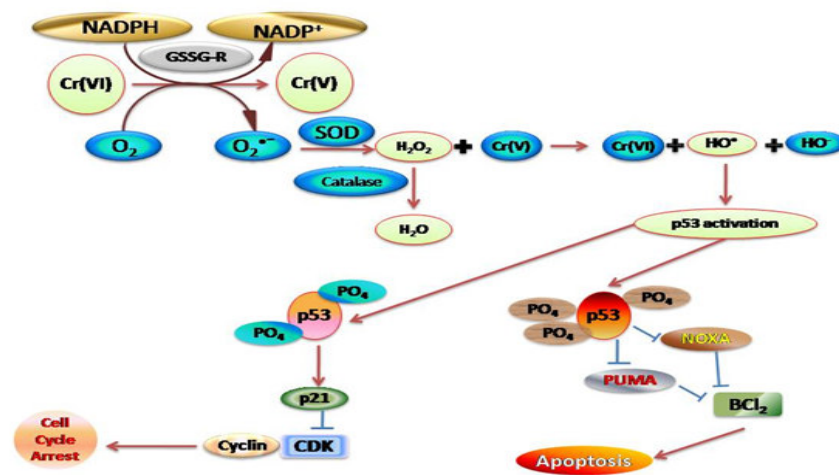 NADPH
NADP⁺
GSSG-R
Cr(VI)
Cr(V)
O₂
O₂•⁻
SOD
Catalase
H₂O₂
+
Cr(V)
Cr(VI)
+
HO•
+
HO⁻
H₂O
p53 activation
PO₄
p53
PO₄
PO₄
p53
PO₄
PO₄
NOXA
PUMA
p21
BCl₂
Cell
Cycle
Arrest
Cyclin
CDK
Apoptosis